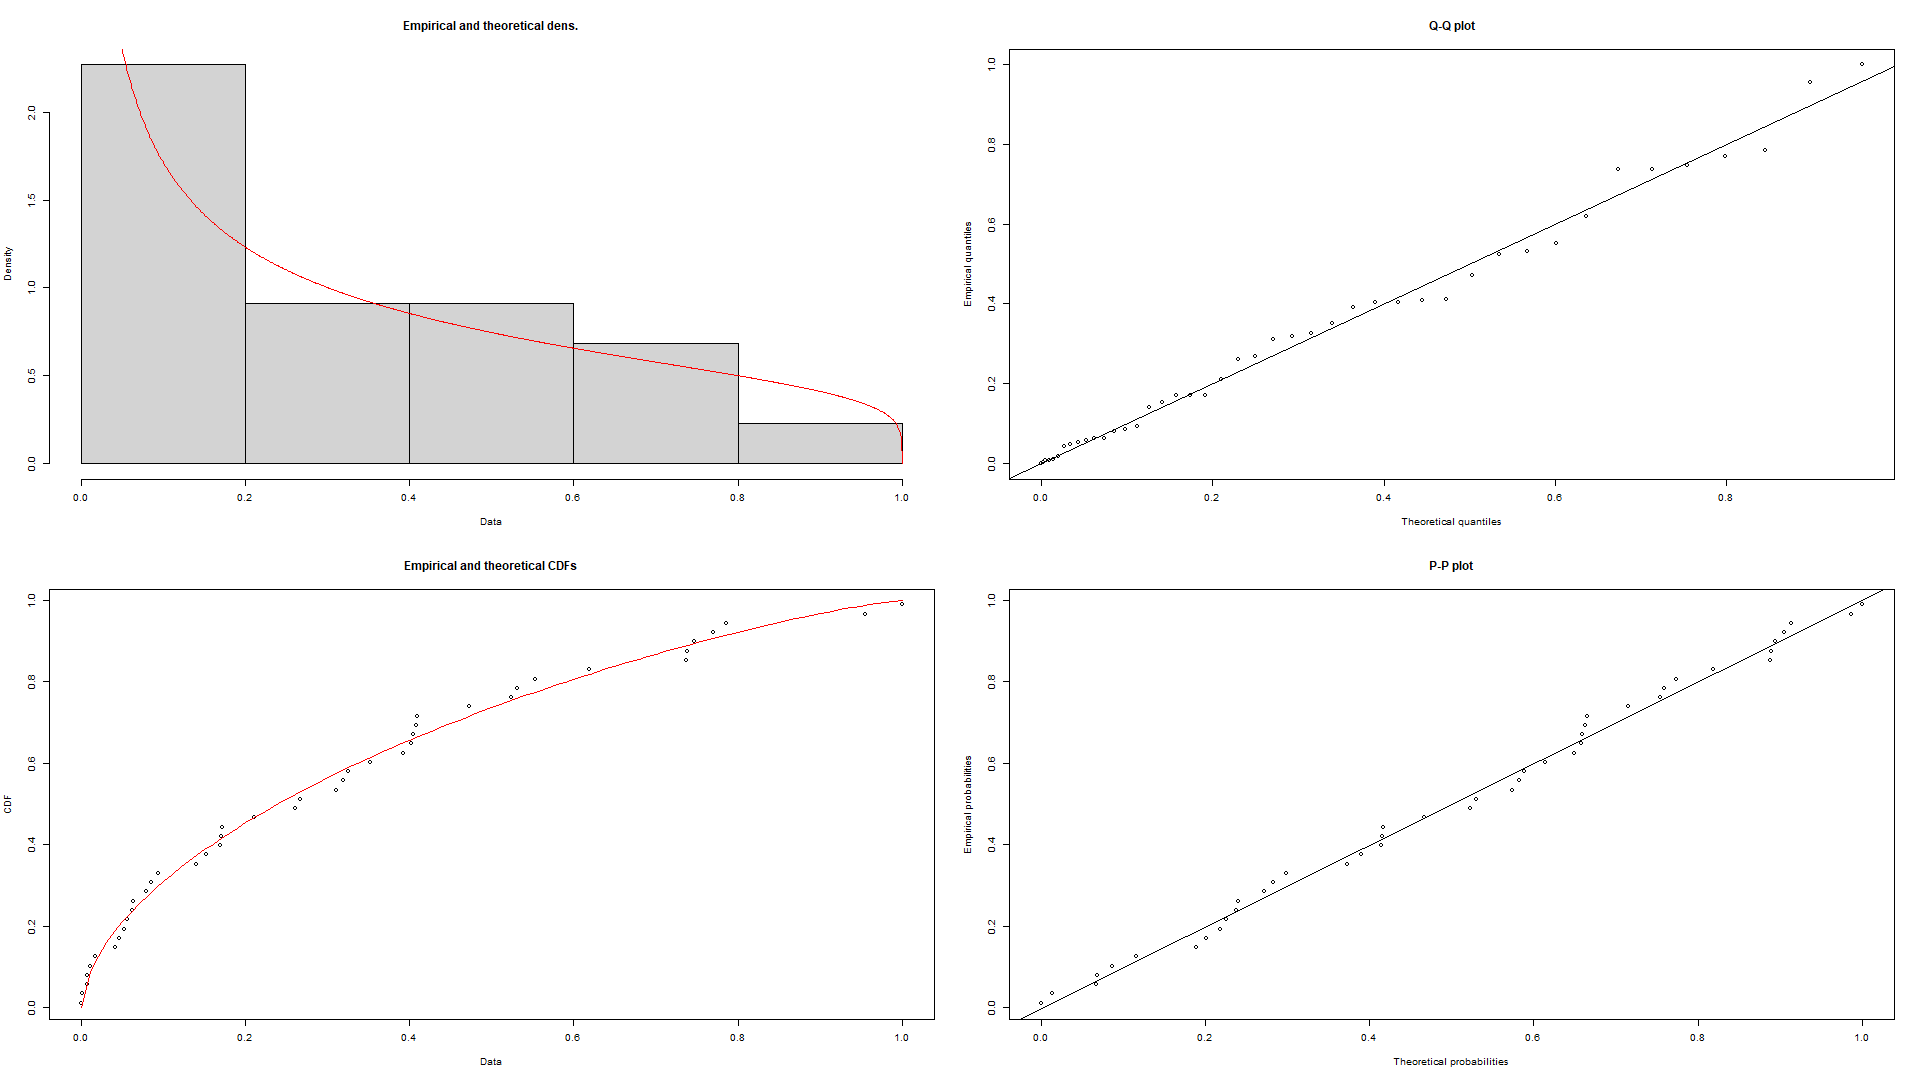 Empirical and theoretical dens.
Density
0.0 0.5 1.0 1.5 2.0
0.0 0.2 0.4 0.6 0.8 1.0
Data
Q-Q plot
Empirical quantiles
0.0 0.2 0.4 0.6 0.8 1.0
0.0 0.2 0.4 0.6 0.8
Theoretical quantiles
Empirical and theoretical CDFs
CDF
0.0 0.2 0.4 0.6 0.8 1.0
0.0 0.2 0.4 0.6 0.8 1.0
Data
P-P plot
Empirical probabilities
0.0 0.2 0.4 0.6 0.8 1.0
0.0 0.2 0.4 0.6 0.8 1.0
Theoretical probabilities